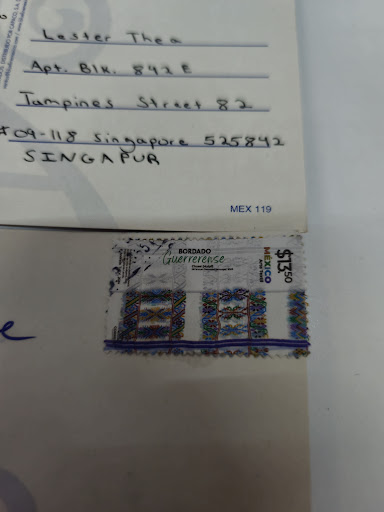 Lester Thea
Apt. Blk. 842E
Tampines Street 82
#09-118 Singapore 525842
SINGAPUR
MEX 119
BORDADO
Guerrerense
MÉXICO
$13.50
e